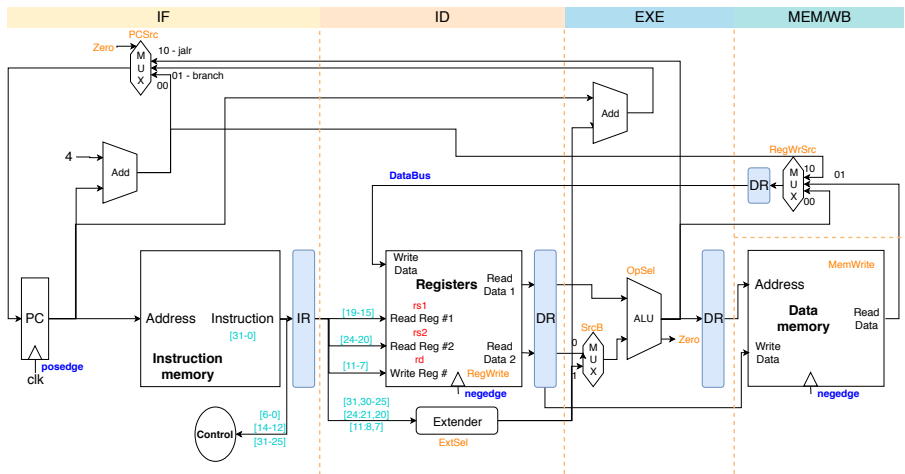 IF
ID
EXE
MEM/WB
PCSrc
Zero
M
U
X
10 - jalr
01 - branch
00
4
Add
Add
RegWrSrc
DataBus
DR
M
U
X
10
01
00
PC
posedge
clk
Address
Instruction
[31-0]
Instruction
memory
IR
Write
Data
Registers
Read
Data 1
[19-15]
rs1
Read Reg #1
rs2
[24-20]
Read Reg #2
rd
Read
Data 2
[11-7]
Write Reg #
RegWrite
negedge
DR
SrcB
0
M
U
X
1
OpSel
ALU
Zero
DR
MemWrite
Address
Data
memory
Read
Data
Write
Data
negedge
[6-0]
[14-12]
[31-25]
Control
[31,30-25]
[24:21,20]
[11:8,7]
Extender
ExtSel